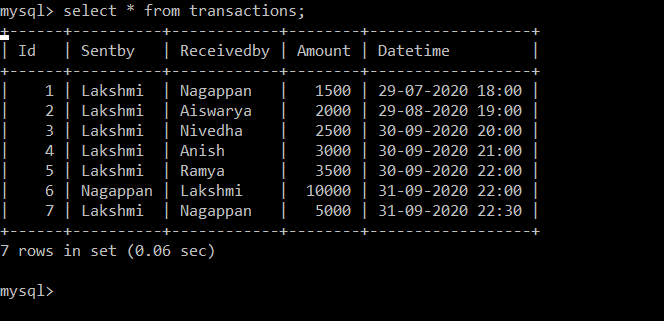 mysql> select * from transactions;
+------+----------+------------+--------+------------------+
| Id   | Sentby   | Receivedby | Amount | Datetime         |
+------+----------+------------+--------+------------------+
|    1 | Lakshmi  | Nagappan   |   1500 | 29-07-2020 18:00 |
|    2 | Lakshmi  | Aiswarya   |   2000 | 29-08-2020 19:00 |
|    3 | Lakshmi  | Nivedha    |   2500 | 30-09-2020 20:00 |
|    4 | Lakshmi  | Anish      |   3000 | 30-09-2020 21:00 |
|    5 | Lakshmi  | Ramya      |   3500 | 30-09-2020 22:00 |
|    6 | Nagappan | Lakshmi    |  10000 | 31-09-2020 22:00 |
|    7 | Lakshmi  | Nagappan   |   5000 | 31-09-2020 22:30 |
+------+----------+------------+--------+------------------+
7 rows in set (0.06 sec)
mysql>